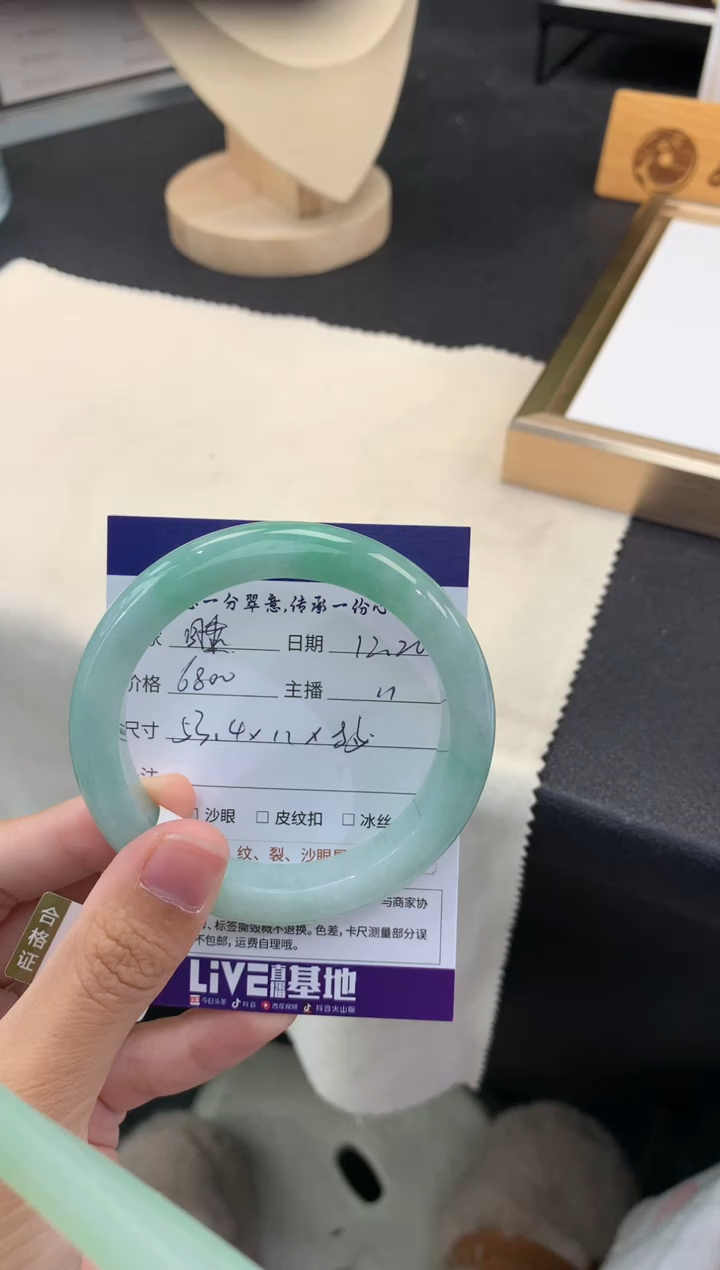 一分翠意,传承一份心
日期 12.20
价格 6800 主播
尺寸 53.4×11×
注
沙眼 □ 皮纹扣 □ 冰丝
纹、裂、沙眼
与商家协
、标签撕毁概不退换。色差,卡尺测量部分误
不包邮,运费自理哦。
合格证
LiVE直播基地
今日头条 抖音 西瓜视频 抖音火山版